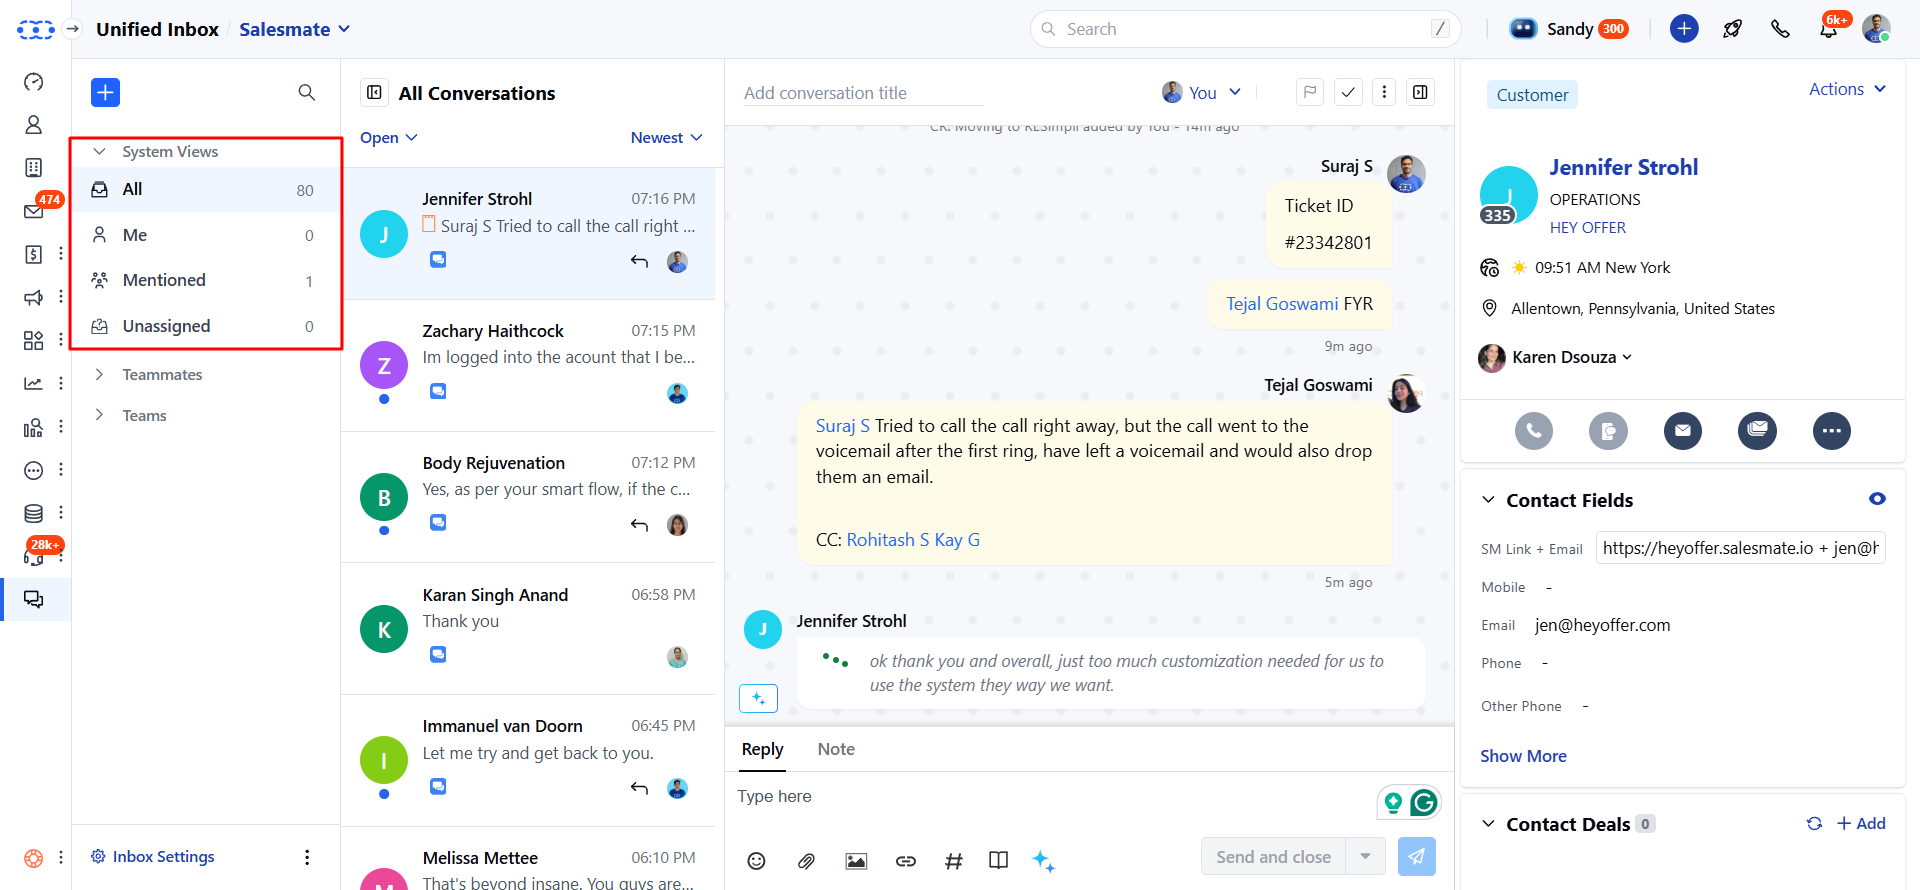 Unified Inbox / Salesmate
Search
/
Sandy 300
6k+
474
28k+
System Views
All 80
Me 0
Mentioned 1
Unassigned 0
Teammates
Teams
Inbox Settings
All Conversations
Open Newest
Jennifer Strohl 07:16 PM
Suraj S Tried to call the call right ...
J
Zachary Haithcock 07:15 PM
Im logged into the acount that I be...
Z
Body Rejuvenation 07:12 PM
Yes, as per your smart flow, if the c...
B
Karan Singh Anand 06:58 PM
Thank you
K
Immanuel van Doorn 06:45 PM
Let me try and get back to you.
I
Melissa Mettee 06:10 PM
That's beyond insane. You guys are...
M
Add conversation title
You
CR: Moving to RESimpli added by You - 14m ago
Suraj S
Ticket ID
#23342801
Tejal Goswami FYR
9m ago
Tejal Goswami
Suraj S Tried to call the call right away, but the call went to the
voicemail after the first ring, have left a voicemail and would also drop
them an email.
CC: Rohitash S Kay G
5m ago
J
Jennifer Strohl
ok thank you and overall, just too much customization needed for us to
use the system they way we want.
Reply Note
Type here
Send and close
Customer
Actions
J
335
Jennifer Strohl
OPERATIONS
HEY OFFER
09:51 AM New York
Allentown, Pennsylvania, United States
Karen Dsouza
Contact Fields
SM Link + Email https://heyoffer.salesmate.io + jen@h
Mobile -
Email jen@heyoffer.com
Phone -
Other Phone -
Show More
Contact Deals 0
+ Add